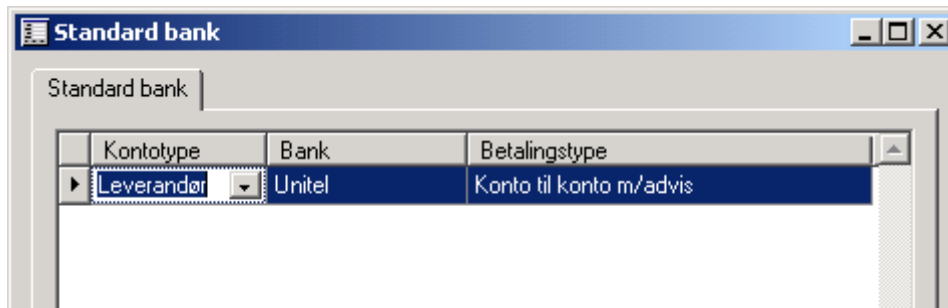 Standard bank
Standard bank
Kontotype Bank Betalingstype
Leverandør Unitel Konto til konto m/advis